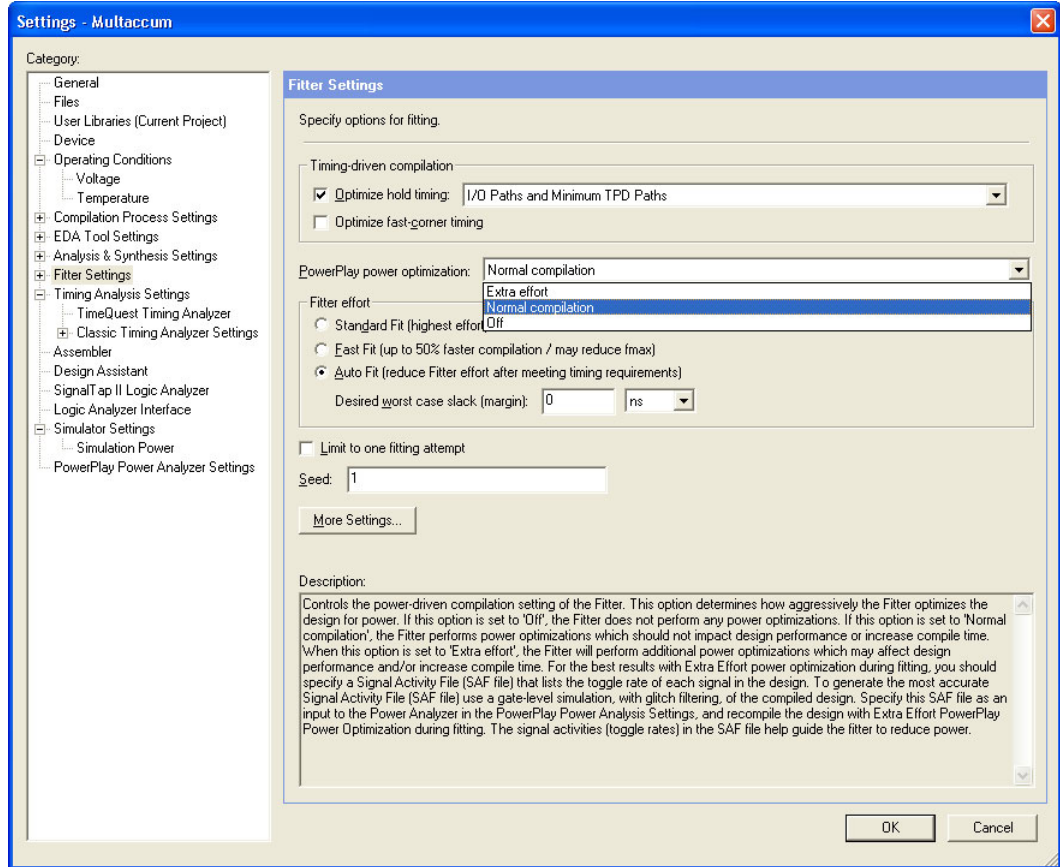 Settings - Multaccum
Category:
General
Files
User Libraries (Current Project)
Device
Operating Conditions
Voltage
Temperature
Compilation Process Settings
EDA Tool Settings
Analysis & Synthesis Settings
Fitter Settings
Timing Analysis Settings
TimeQuest Timing Analyzer
Classic Timing Analyzer Settings
Assembler
Design Assistant
SignalTap II Logic Analyzer
Logic Analyzer Interface
Simulator Settings
Simulation Power
PowerPlay Power Analyzer Settings
Fitter Settings
Specify options for fitting.
Timing-driven compilation
Optimize hold timing: I/O Paths and Minimum TPD Paths
Optimize fast-corner timing
PowerPlay power optimization: Normal compilation
Extra effort
Normal compilation
Off
Fitter effort
Standard Fit (highest effort
Fast Fit (up to 50% faster compilation / may reduce fmax)
Auto Fit (reduce Fitter effort after meeting timing requirements)
Desired worst case slack (margin): 0 ns
Limit to one fitting attempt
Seed: 1
More Settings...
Description:
Controls the power-driven compilation setting of the Fitter. This option determines how aggressively the Fitter optimizes the
design for power. If this option is set to 'Off', the Fitter does not perform any power optimizations. If this option is set to 'Normal
compilation', the Fitter performs power optimizations which should not impact design performance or increase compile time.
When this option is set to 'Extra effort', the Fitter will perform additional power optimizations which may affect design
performance and/or increase compile time. For the best results with Extra Effort power optimization during fitting, you should
specify a Signal Activity File (SAF file) that lists the toggle rate of each signal in the design. To generate the most accurate
Signal Activity File (SAF file) use a gate-level simulation, with glitch filtering, of the compiled design. Specify this SAF file as an
input to the Power Analyzer in the PowerPlay Power Analysis Settings, and recompile the design with Extra Effort PowerPlay
Power Optimization during fitting. The signal activities (toggle rates) in the SAF file help guide the fitter to reduce power.
OK
Cancel